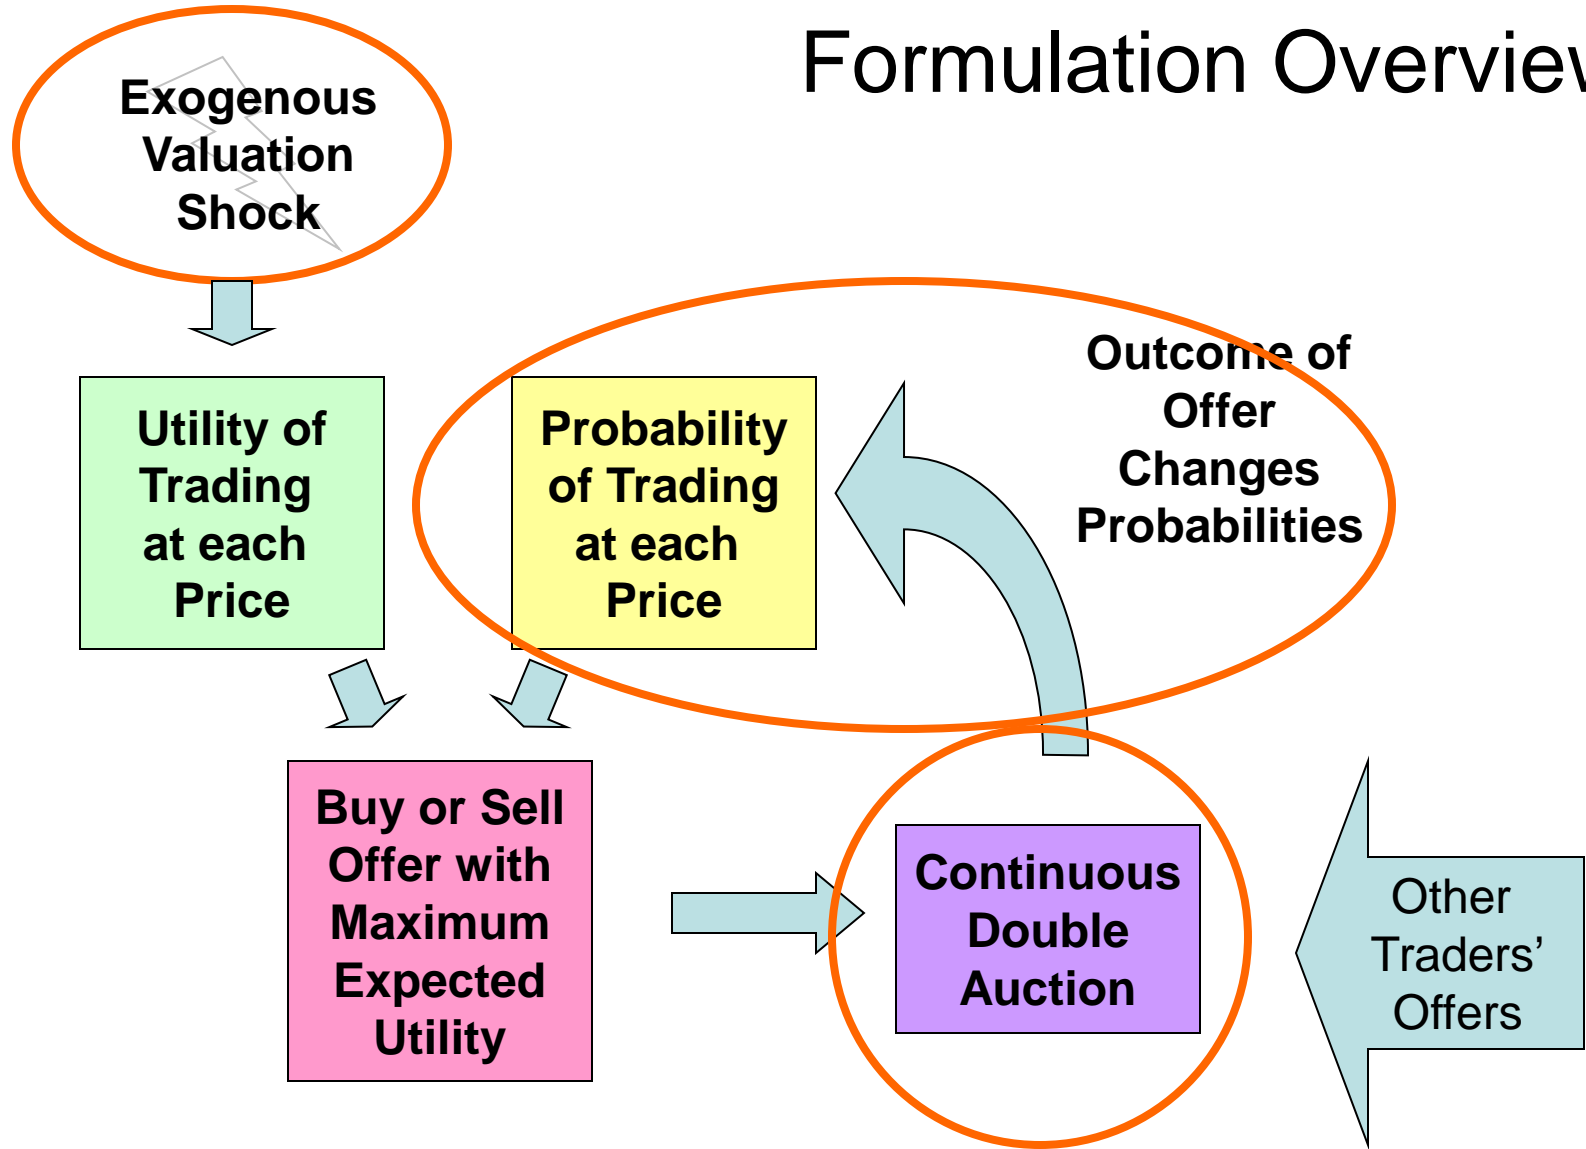 Formulation Overview
Exogenous
Valuation
Shock
Utility of
Trading
at each
Price
Probability
of Trading
at each
Price
Outcome of
Offer
Changes
Probabilities
Buy or Sell
Offer with
Maximum
Expected
Utility
Continuous
Double
Auction
Other
Traders’
Offers